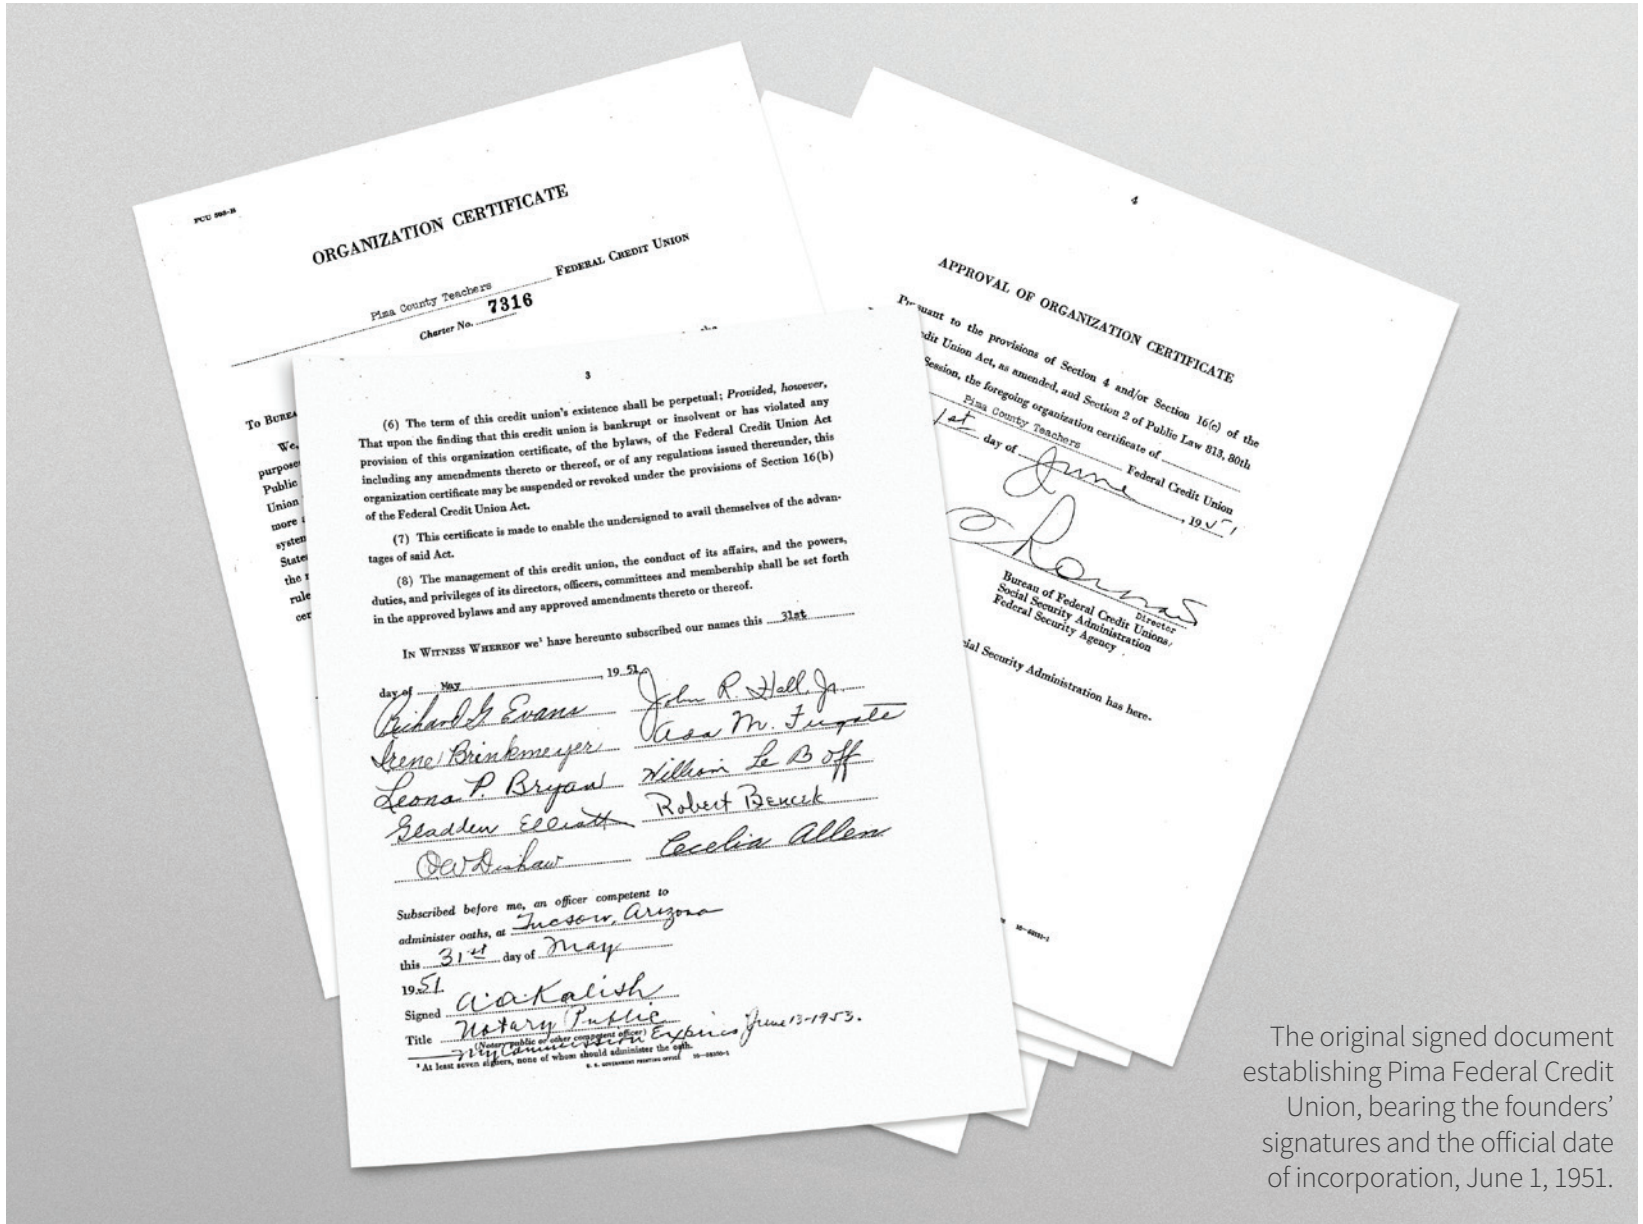 FCU 505-B
ORGANIZATION CERTIFICATE
Pima County Teachers FEDERAL CREDIT UNION
Charter No. 7316
the
To BUREA
We,
purpose
Public
Union
more
system
State
the
rule
cer
3
(6) The term of this credit union's existence shall be perpetual; Provided, however,
That upon the finding that this credit union is bankrupt or insolvent or has violated any
provision of this organization certificate, of the bylaws, of the Federal Credit Union Act
including any amendments thereto or thereof, or of any regulations issued thereunder, this
organization certificate may be suspended or revoked under the provisions of Section 16(b)
of the Federal Credit Union Act.
(7) This certificate is made to enable the undersigned to avail themselves of the advan-
tages of said Act.
(8) The management of this credit union, the conduct of its affairs, and the powers,
duties, and privileges of its directors, officers, committees and membership shall be set forth
in the approved bylaws and any approved amendments thereto or thereof.
IN WITNESS WHEREOF we¹ have hereunto subscribed our names this 31st
day of May, 1951
Richard G Evans John R. Hall, Jr.
Irene Brinkmeyer Asa M. Fugate
Leona P. Bryan William Le B off
Gladden Elliott Robert Bencik
O W Dishaw Cecelia Allen
Subscribed before me, an officer competent to
administer oaths, at Tucson, Arizona
this 31st day of May
1951.
Signed A. A. Kalish
Title Notary Public
(Notary public or other competent officer)
My Commission Expires June 13-1953.
¹ At least seven signers, none of whom should administer the oath.
U. S. GOVERNMENT PRINTING OFFICE
4
APPROVAL OF ORGANIZATION CERTIFICATE
Pursuant to the provisions of Section 4 and/or Section 16(c) of the
dit Union Act, as amended, and Section 2 of Public Law 813, 80th
Session, the foregoing organization certificate of
Pima County Teachers Federal Credit Union
1st day of June, 1951
Director
Bureau of Federal Credit Unions,
Social Security Administration
Federal Security Agency
ial Security Administration has here-
The original signed document
establishing Pima Federal Credit
Union, bearing the founders'
signatures and the official date
of incorporation, June 1, 1951.